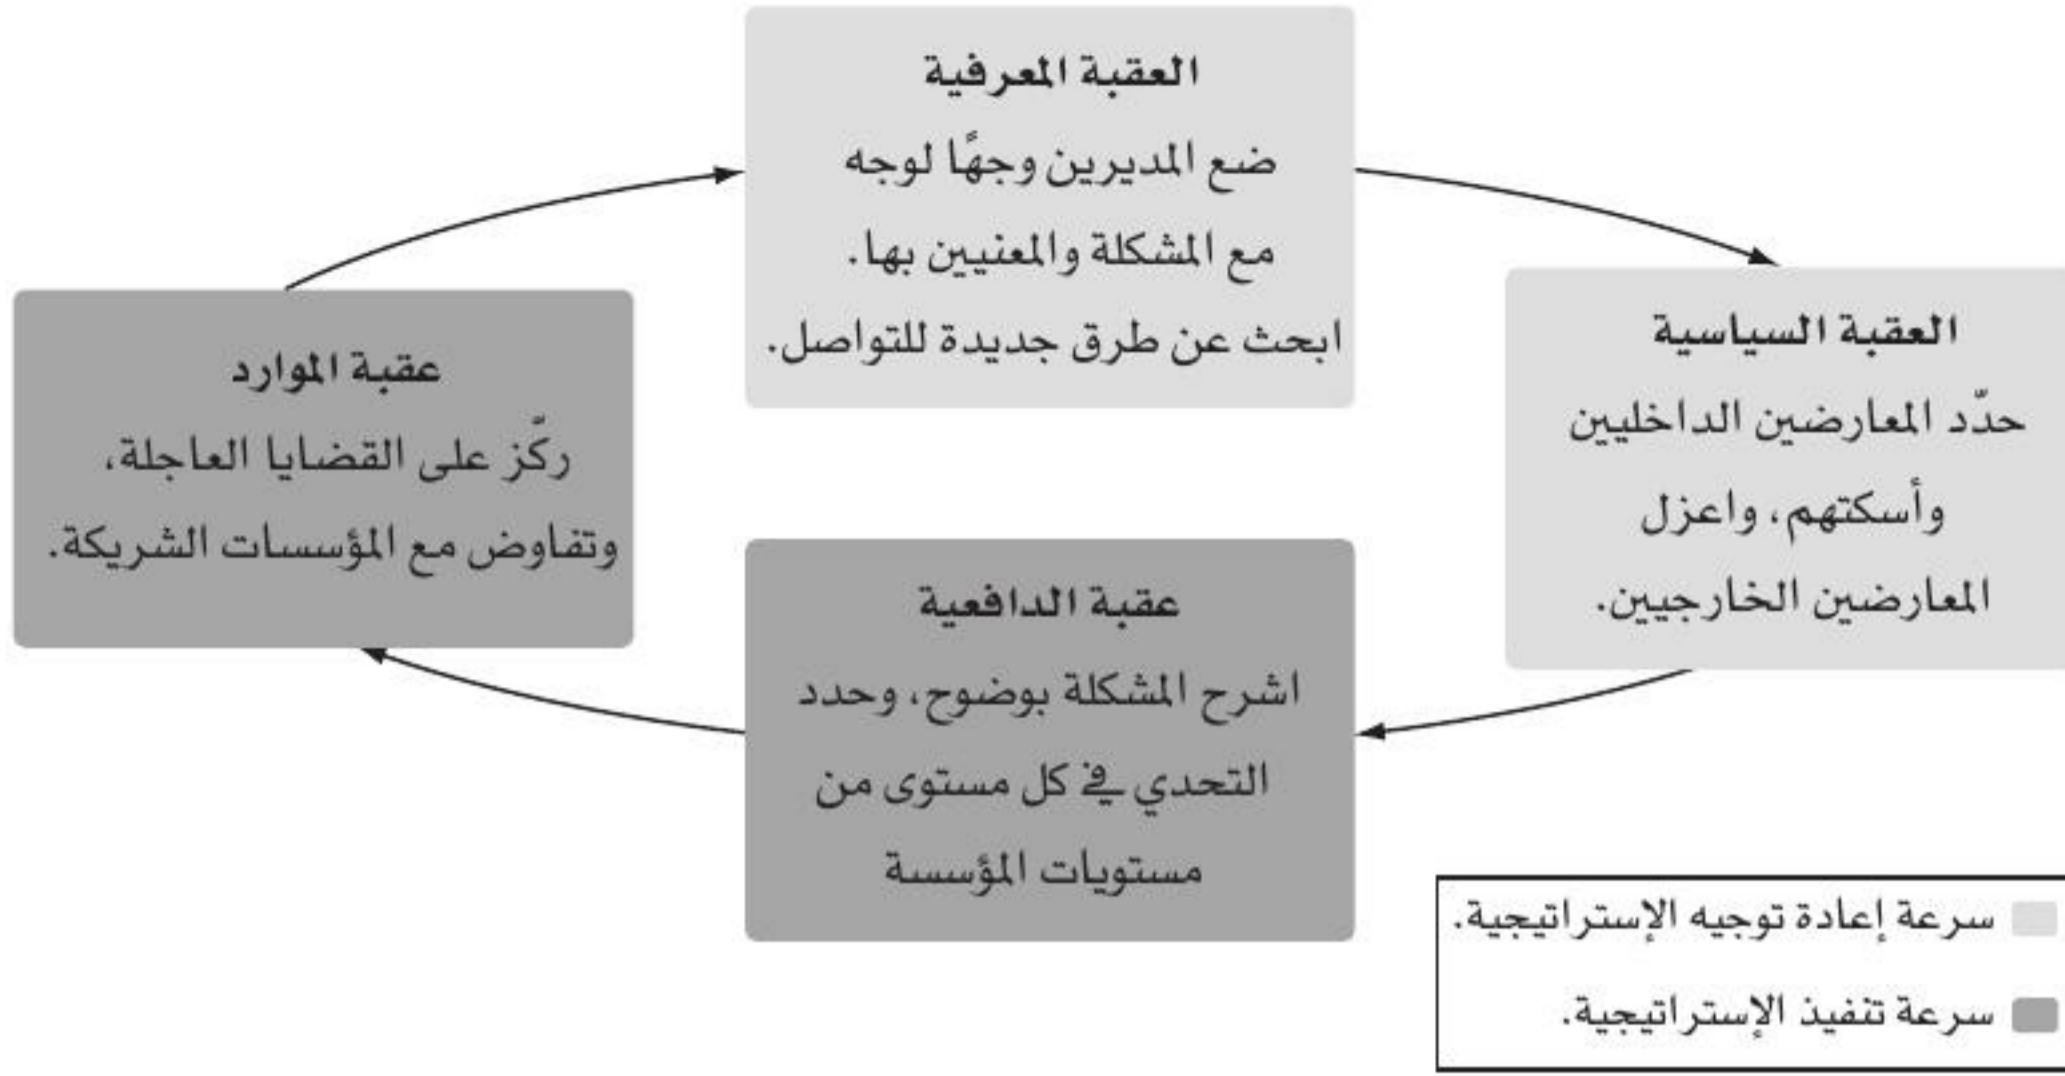 العقبة المعرفية
ضع المديرين وجهًا لوجه
مع المشكلة والمعنيين بها.
ابحث عن طرق جديدة للتواصل.
العقبة السياسية
حدّد المعارضين الداخليين
وأسكتهم، واعزل
المعارضين الخارجيين.
عقبة الدافعية
اشرح المشكلة بوضوح، وحدد
التحدي في كل مستوى من
مستويات المؤسسة
عقبة الموارد
ركّز على القضايا العاجلة،
وتفاوض مع المؤسسات الشريكة.
سرعة إعادة توجيه الإستراتيجية.
سرعة تنفيذ الإستراتيجية.